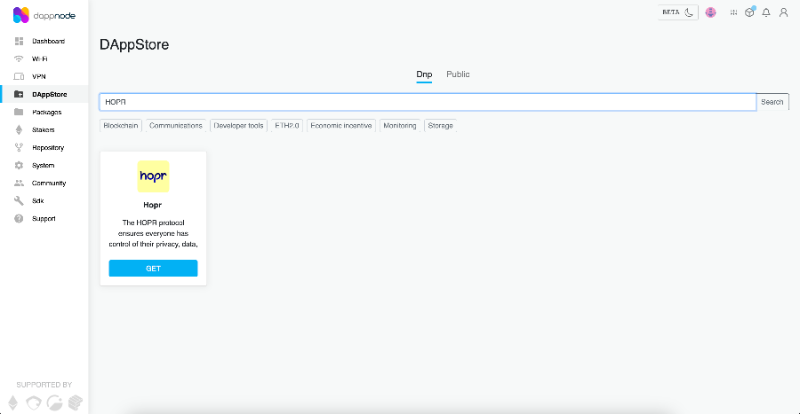 dappnode
BETA
Dashboard
Wi-Fi
VPN
DAppStore
Packages
Stakers
Repository
System
Community
Sdk
Support
SUPPORTED BY
DAppStore
Dnp
Public
HOPR
Search
Blockchain
Communications
Developer tools
ETH2.0
Economic incentive
Monitoring
Storage
hopr
Hopr
The HOPR protocol
ensures everyone has
control of their privacy, data,
GET